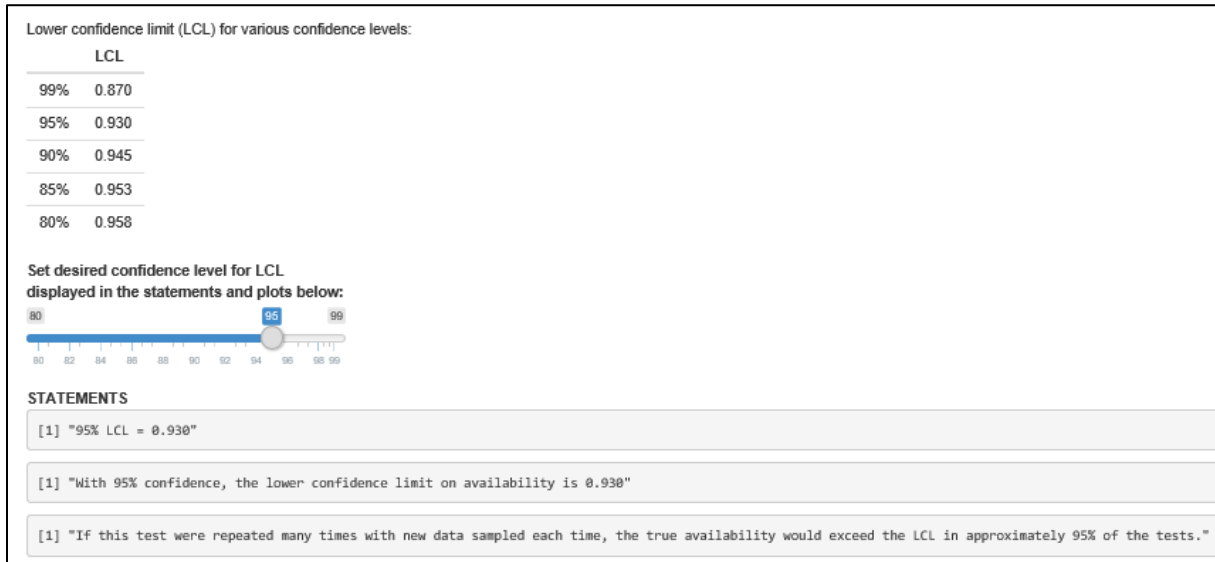 Lower confidence limit (LCL) for various confidence levels:
LCL
99% 0.870
95% 0.930
90% 0.945
85% 0.953
80% 0.958
Set desired confidence level for LCL
displayed in the statements and plots below:
80 95 99
80 82 84 86 88 90 92 94 96 98 99
STATEMENTS
[1] "95% LCL = 0.930"
[1] "With 95% confidence, the lower confidence limit on availability is 0.930"
[1] "If this test were repeated many times with new data sampled each time, the true availability would exceed the LCL in approximately 95% of the tests."